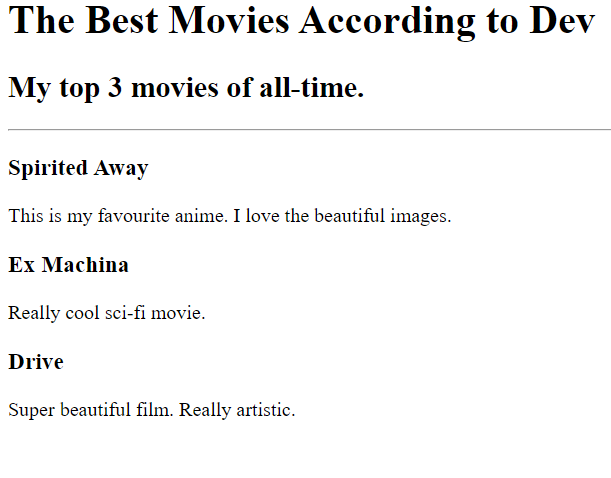 The Best Movies According to Dev
My top 3 movies of all-time.
Spirited Away
This is my favourite anime. I love the beautiful images.
Ex Machina
Really cool sci-fi movie.
Drive
Super beautiful film. Really artistic.